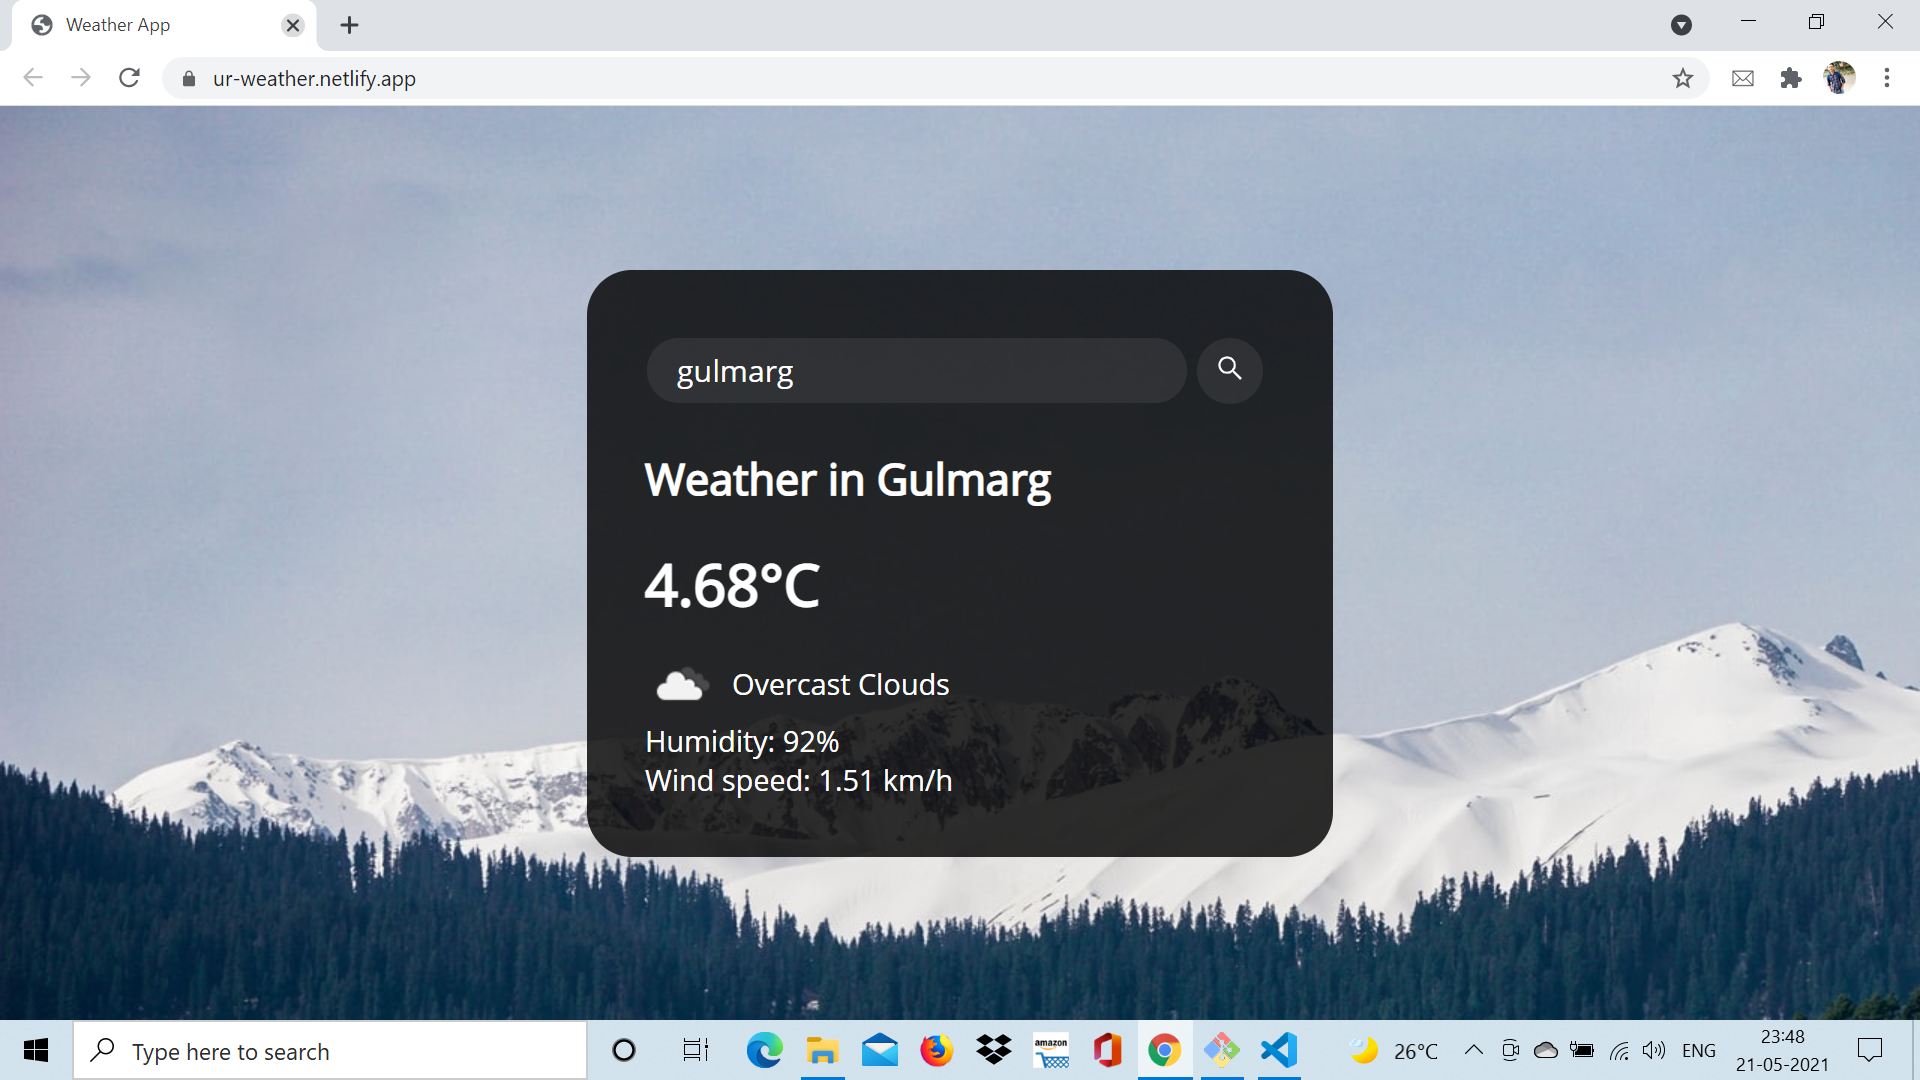 Weather App
ur-weather.netlify.app
gulmarg
Weather in Gulmarg
4.68°C
Overcast Clouds
Humidity: 92%
Wind speed: 1.51 km/h
Type here to search
amazon
26°C
ENG
23:48
21-05-2021